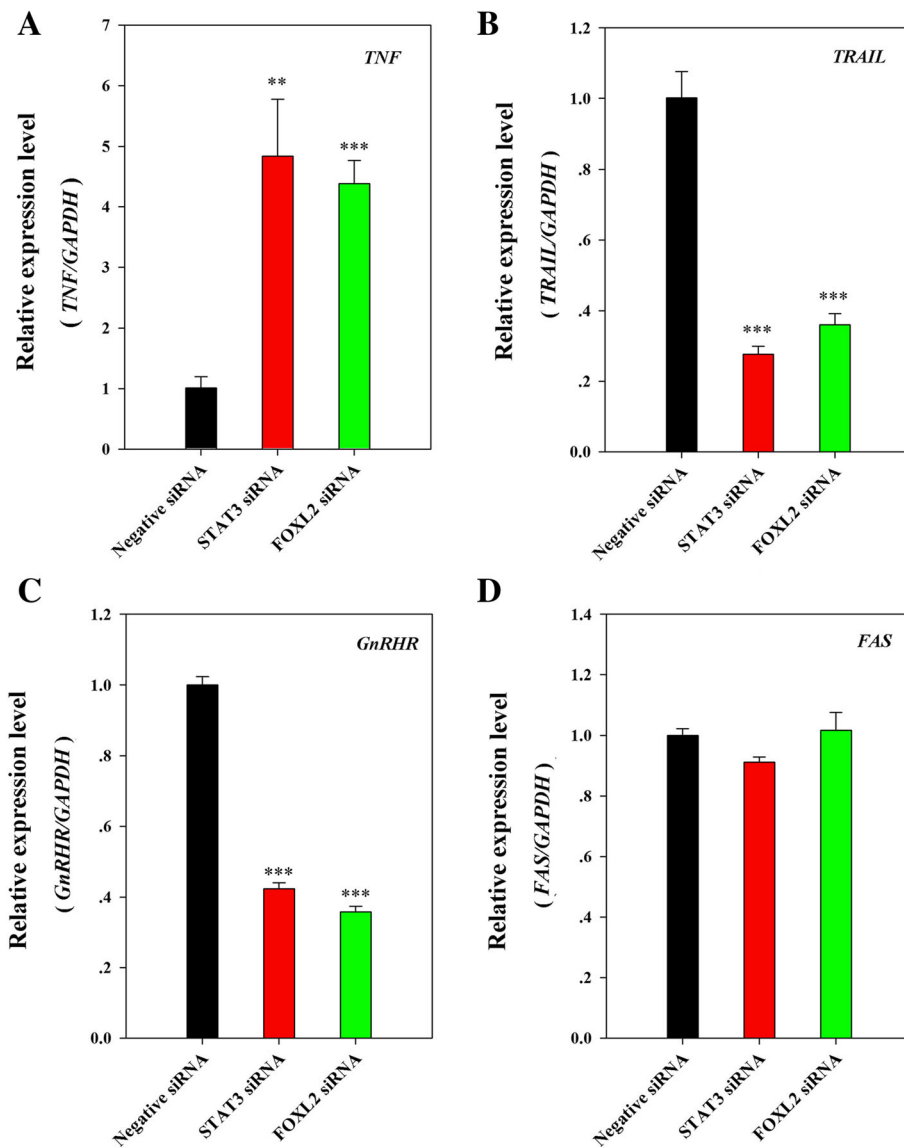 A
TNF
Relative expression level
( TNF/GAPDH )
7
6
5
4
3
2
1
0
**
***
Negative siRNA
STAT3 siRNA
FOXL2 siRNA
B
TRAIL
Relative expression level
( TRAIL/GAPDH )
1.2
1.0
.8
.6
.4
.2
0.0
***
***
Negative siRNA
STAT3 siRNA
FOXL2 siRNA
C
GnRHR
Relative expression level
( GnRHR/GAPDH )
1.2
1.0
.8
.6
.4
.2
0.0
***
***
Negative siRNA
STAT3 siRNA
FOXL2 siRNA
D
FAS
Relative expression level
( FAS/GAPDH )
1.4
1.2
1.0
.8
.6
.4
.2
0.0
Negative siRNA
STAT3 siRNA
FOXL2 siRNA